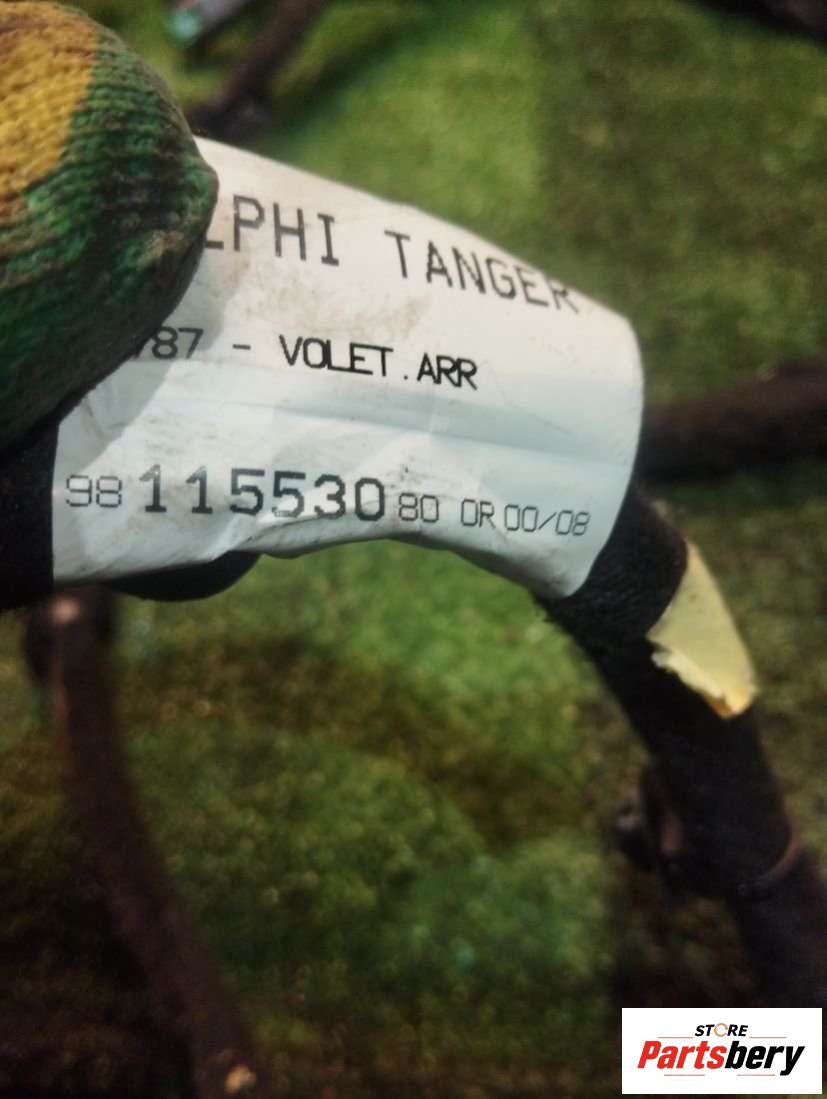 LPHI TANGER
787 - VOLET.ARR
98 115530 80 OR 00/08
STORE
Partsbery